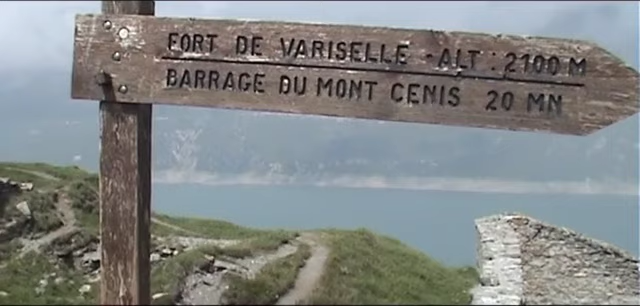 FORT DE VARISELLE - ALT : 2100 M
BARRAGE DU MONT CENIS 20 MN